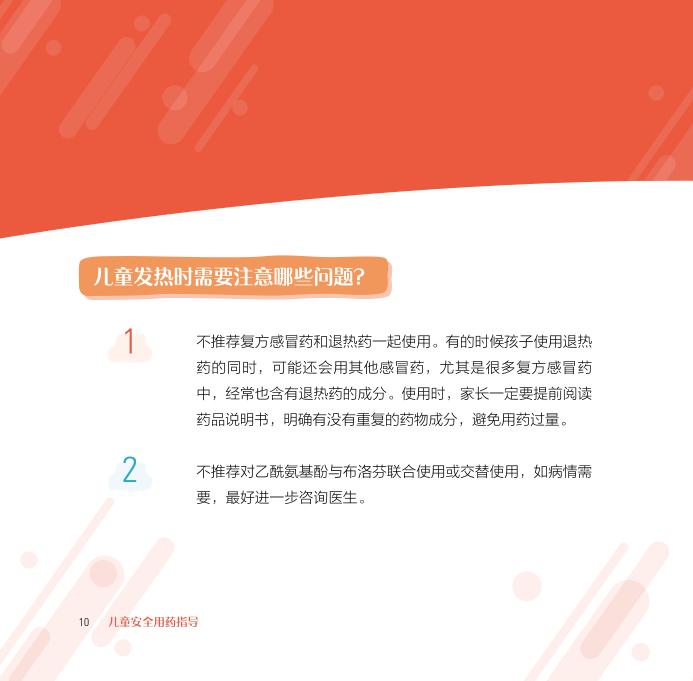 儿童发热时需要注意哪些问题？
1
不推荐复方感冒药和退热药一起使用。有的时候孩子使用退热
药的同时，可能还会用其他感冒药，尤其是很多复方感冒药
中，经常也含有退热药的成分。使用时，家长一定要提前阅读
药品说明书，明确有没有重复的药物成分，避免用药过量。
2
不推荐对乙酰氨基酚与布洛芬联合使用或交替使用，如病情需
要，最好进一步咨询医生。
10 儿童安全用药指导